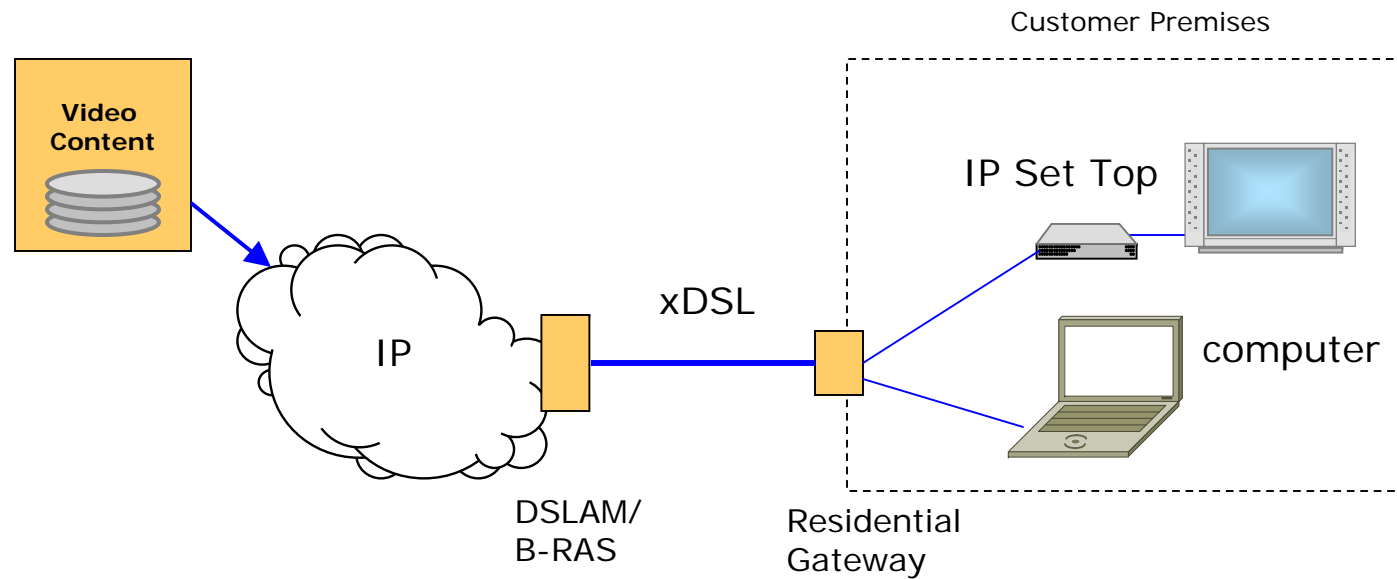 Customer Premises
Video
Content
IP Set Top
xDSL
IP
computer
DSLAM/
B-RAS
Residential
Gateway